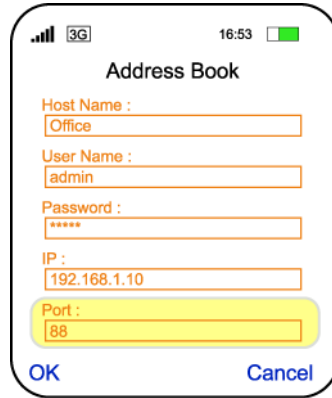 3G
16:53
Address Book
Host Name :
Office
User Name :
admin
Password :
*****
IP :
192.168.1.10
Port :
88
OK
Cancel